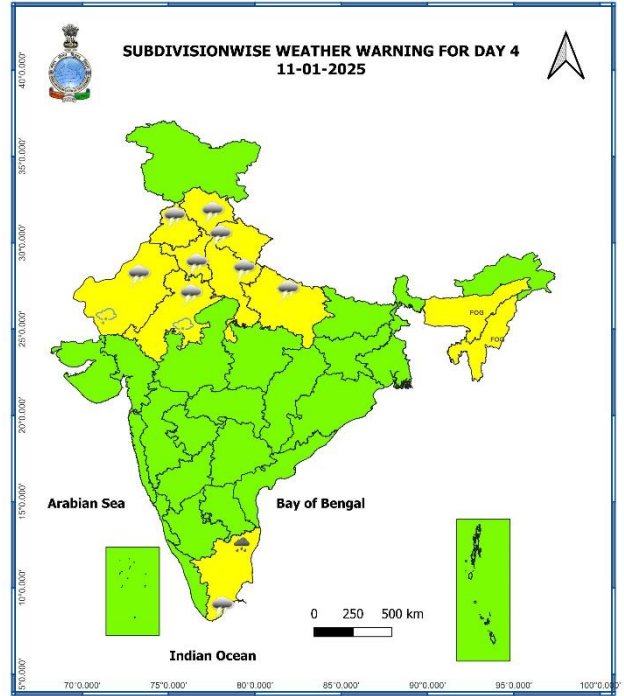 SUBDIVISIONWISE WEATHER WARNING FOR DAY 4
11-01-2025
40°0.000'
35°0.000'
30°0.000'
25°0.000'
20°0.000'
15°0.000'
10°0.000'
5°0.000'
FOG
FOG
Arabian Sea
Bay of Bengal
0 250 500 km
Indian Ocean
70°0.000' 75°0.000' 80°0.000' 85°0.000' 90°0.000' 95°0.000' 100°0.000'